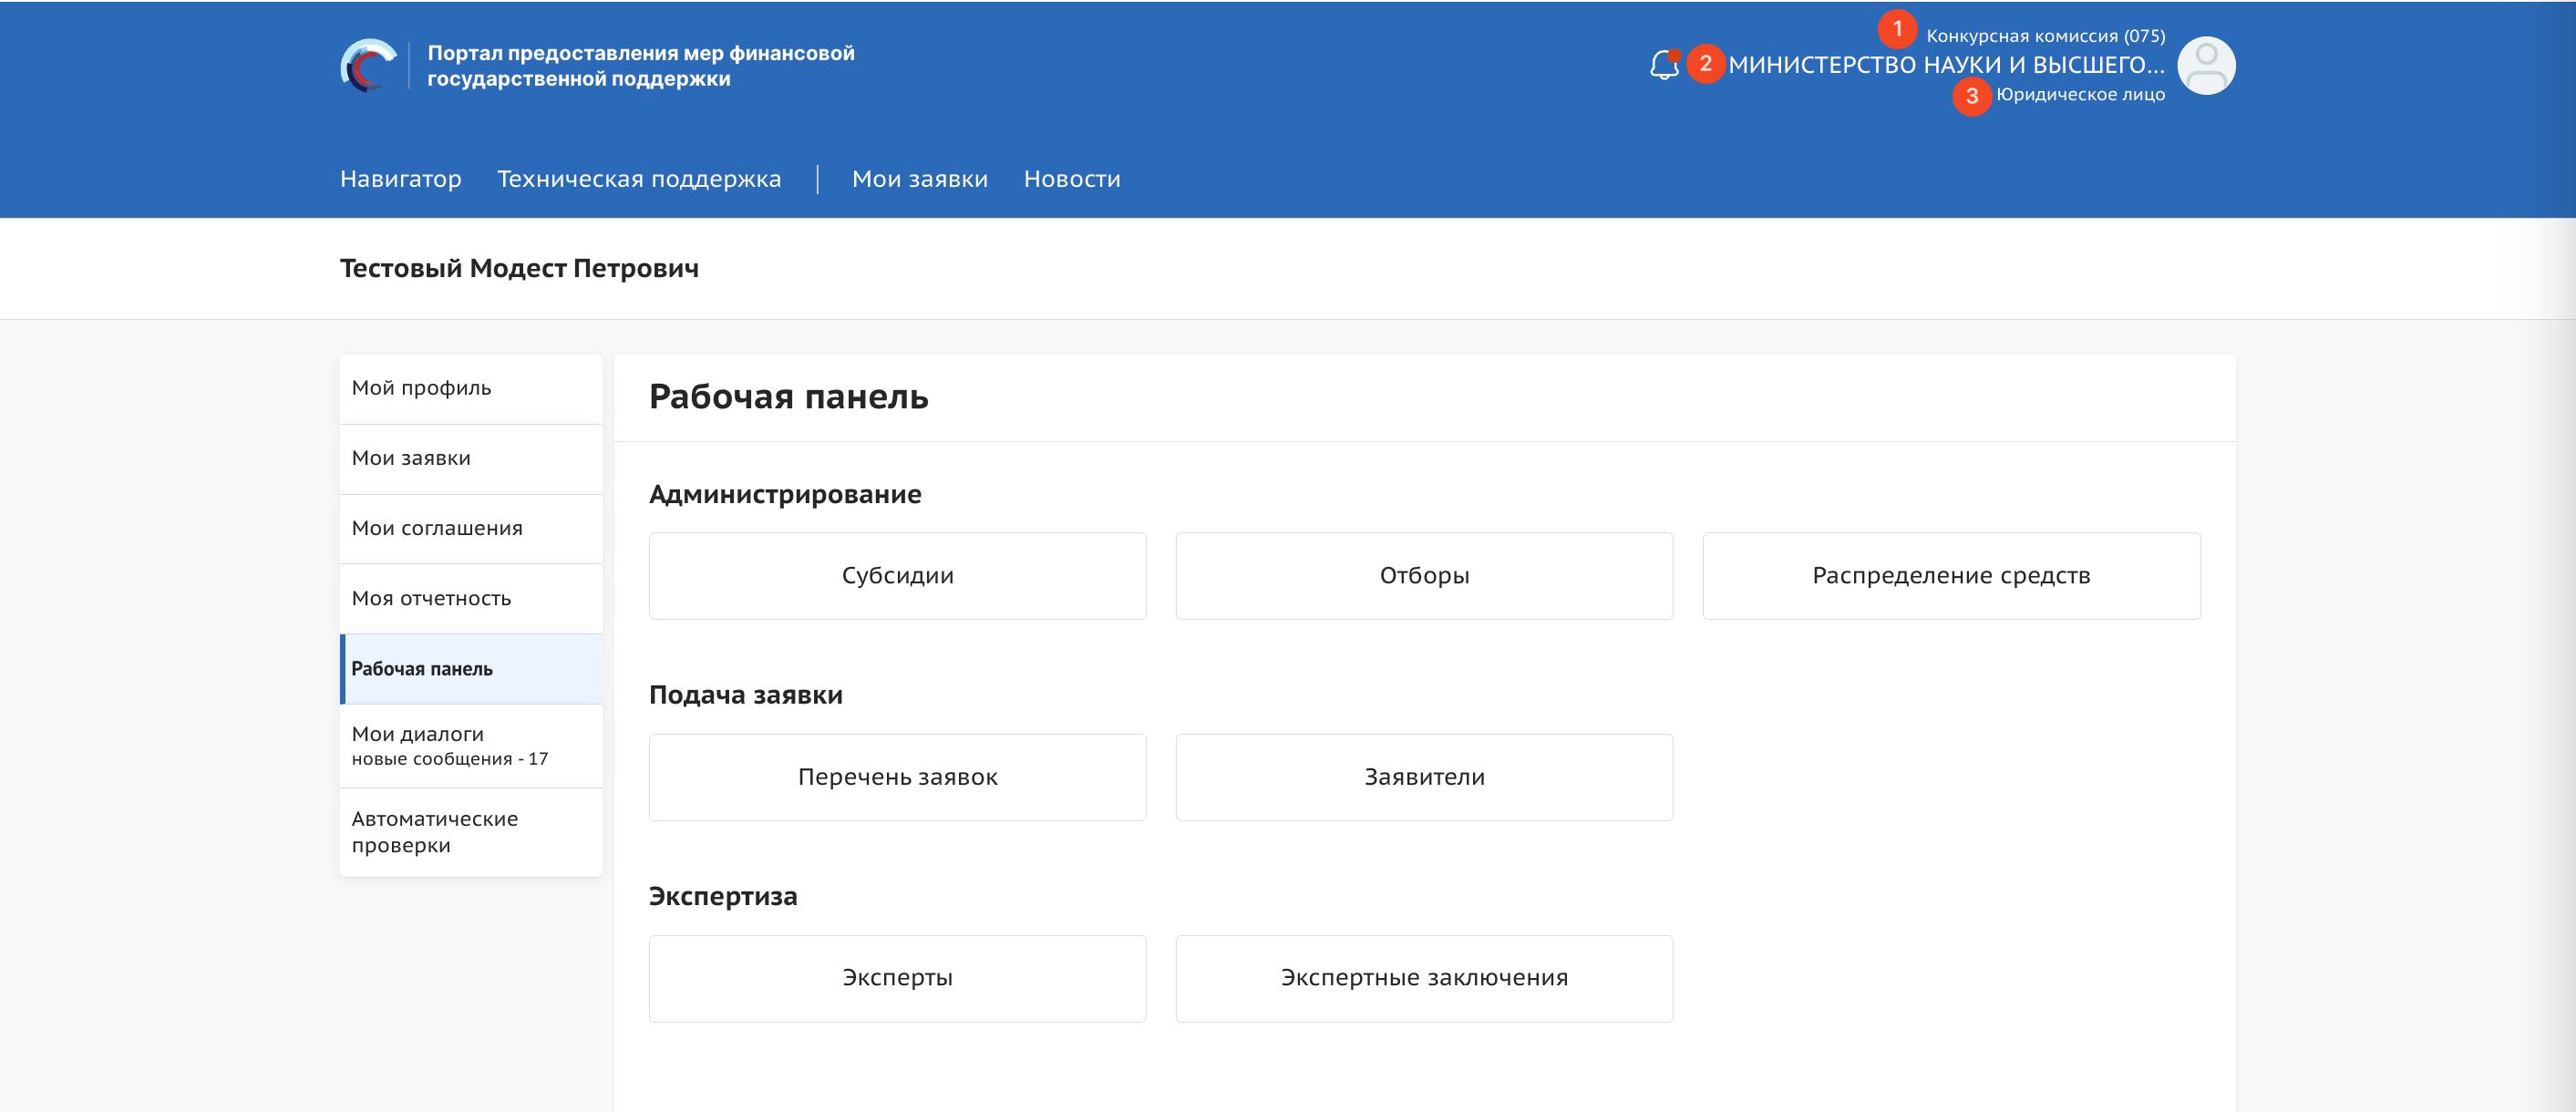 Портал предоставления мер финансовой
государственной поддержки
1 Конкурсная комиссия (075)
2 МИНИСТЕРСТВО НАУКИ И ВЫСШЕГО...
3 Юридическое лицо
Навигатор Техническая поддержка Мои заявки Новости
Тестовый Модест Петрович
Мой профиль
Мои заявки
Мои соглашения
Моя отчетность
Рабочая панель
Мои диалоги
новые сообщения - 17
Автоматические
проверки
Рабочая панель
Администрирование
Субсидии Отборы Распределение средств
Подача заявки
Перечень заявок Заявители
Экспертиза
Эксперты Экспертные заключения